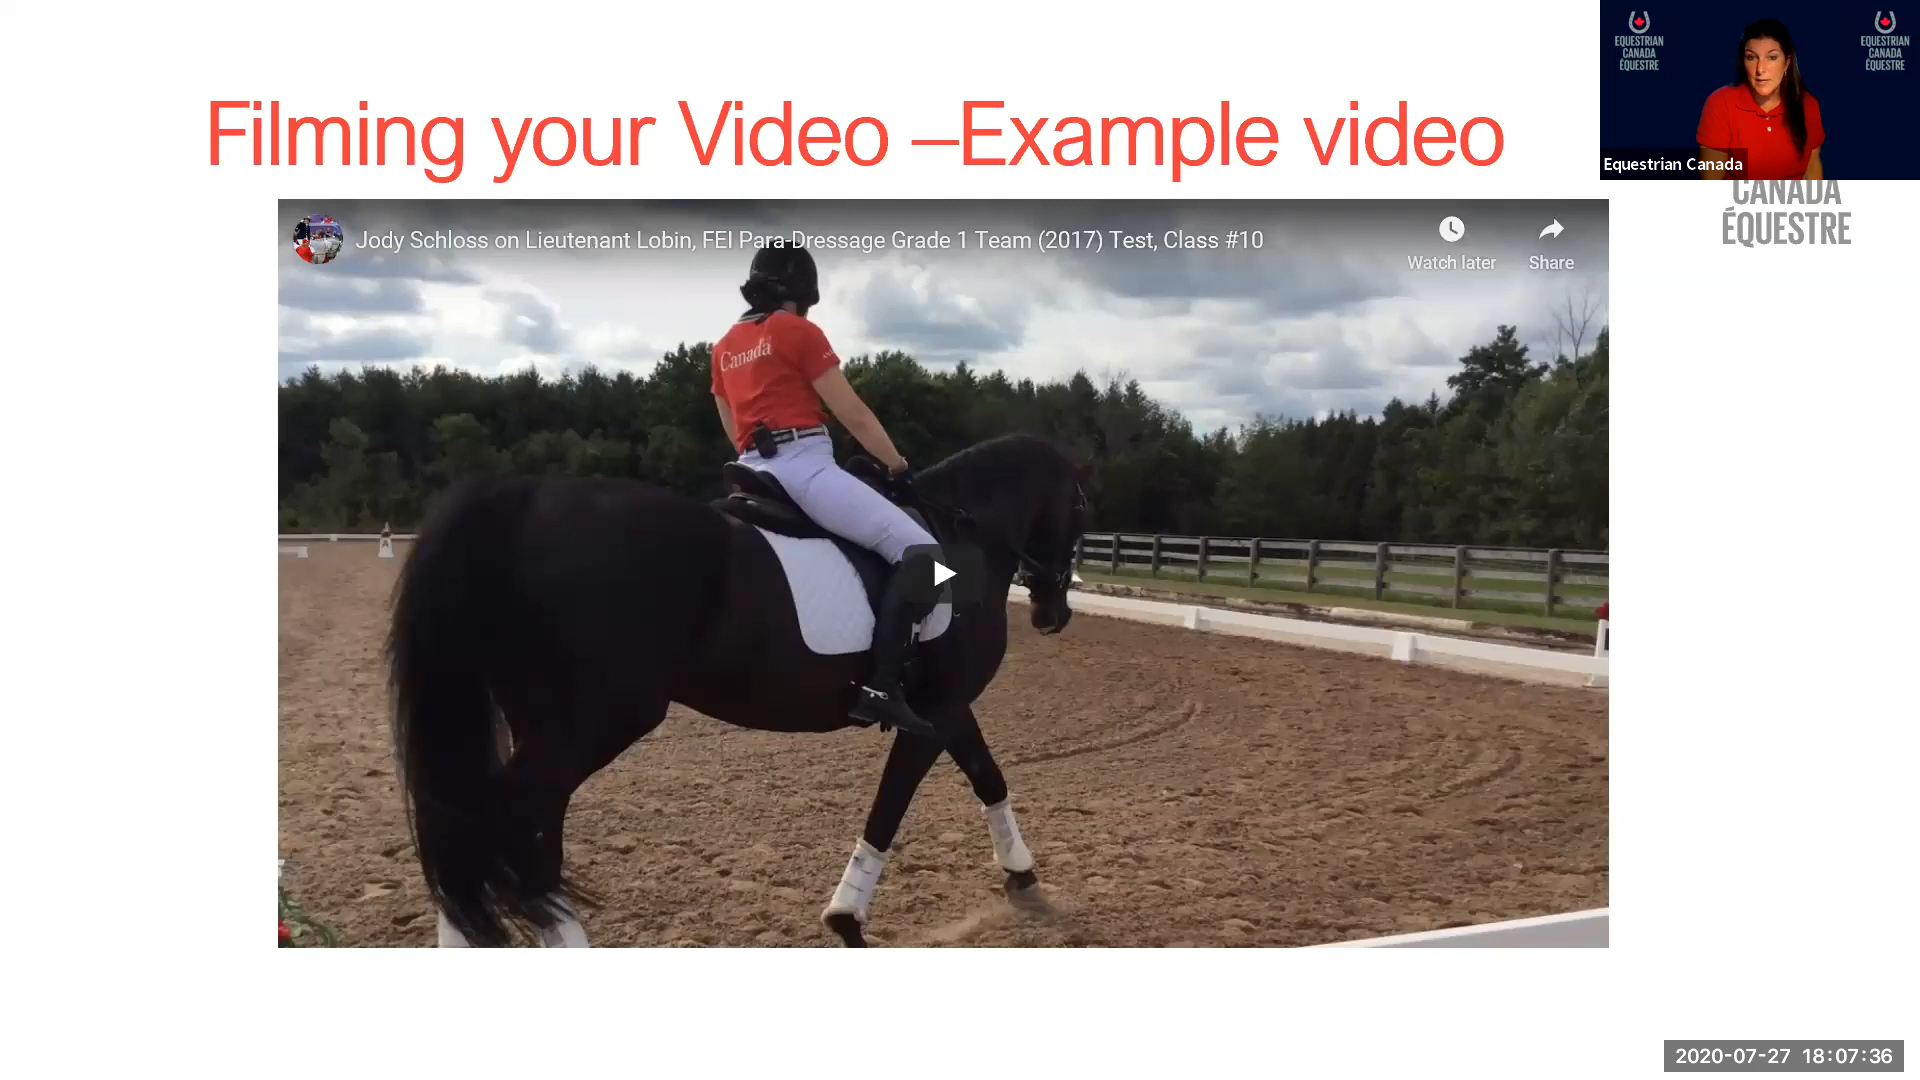 Filming your Video –Example video
EQUESTRIAN
CANADA
ÉQUESTRE
EQUESTRIAN
CANADA
ÉQUESTRE
Equestrian Canada
CANADA
ÉQUESTRE
Jody Schloss on Lieutenant Lobin, FEI Para-Dressage Grade 1 Team (2017) Test, Class #10
Watch later
Share
Canada
A
2020-07-27 18:07:36